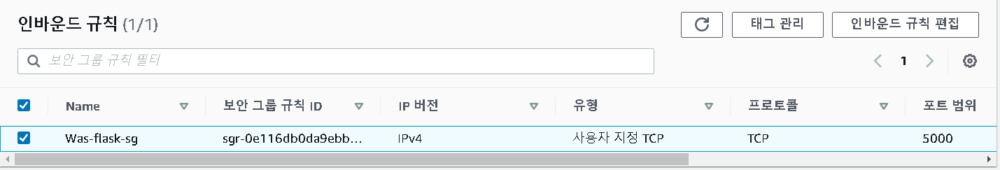 인바운드 규칙 (1/1)
태그 관리
인바운드 규칙 편집
보안 그룹 규칙 필터
1
Name 보안 그룹 규칙 ID IP 버전 유형 프로토콜 포트 범위
Was-flask-sg sgr-0e116db0da9ebb... IPv4 사용자 지정 TCP TCP 5000